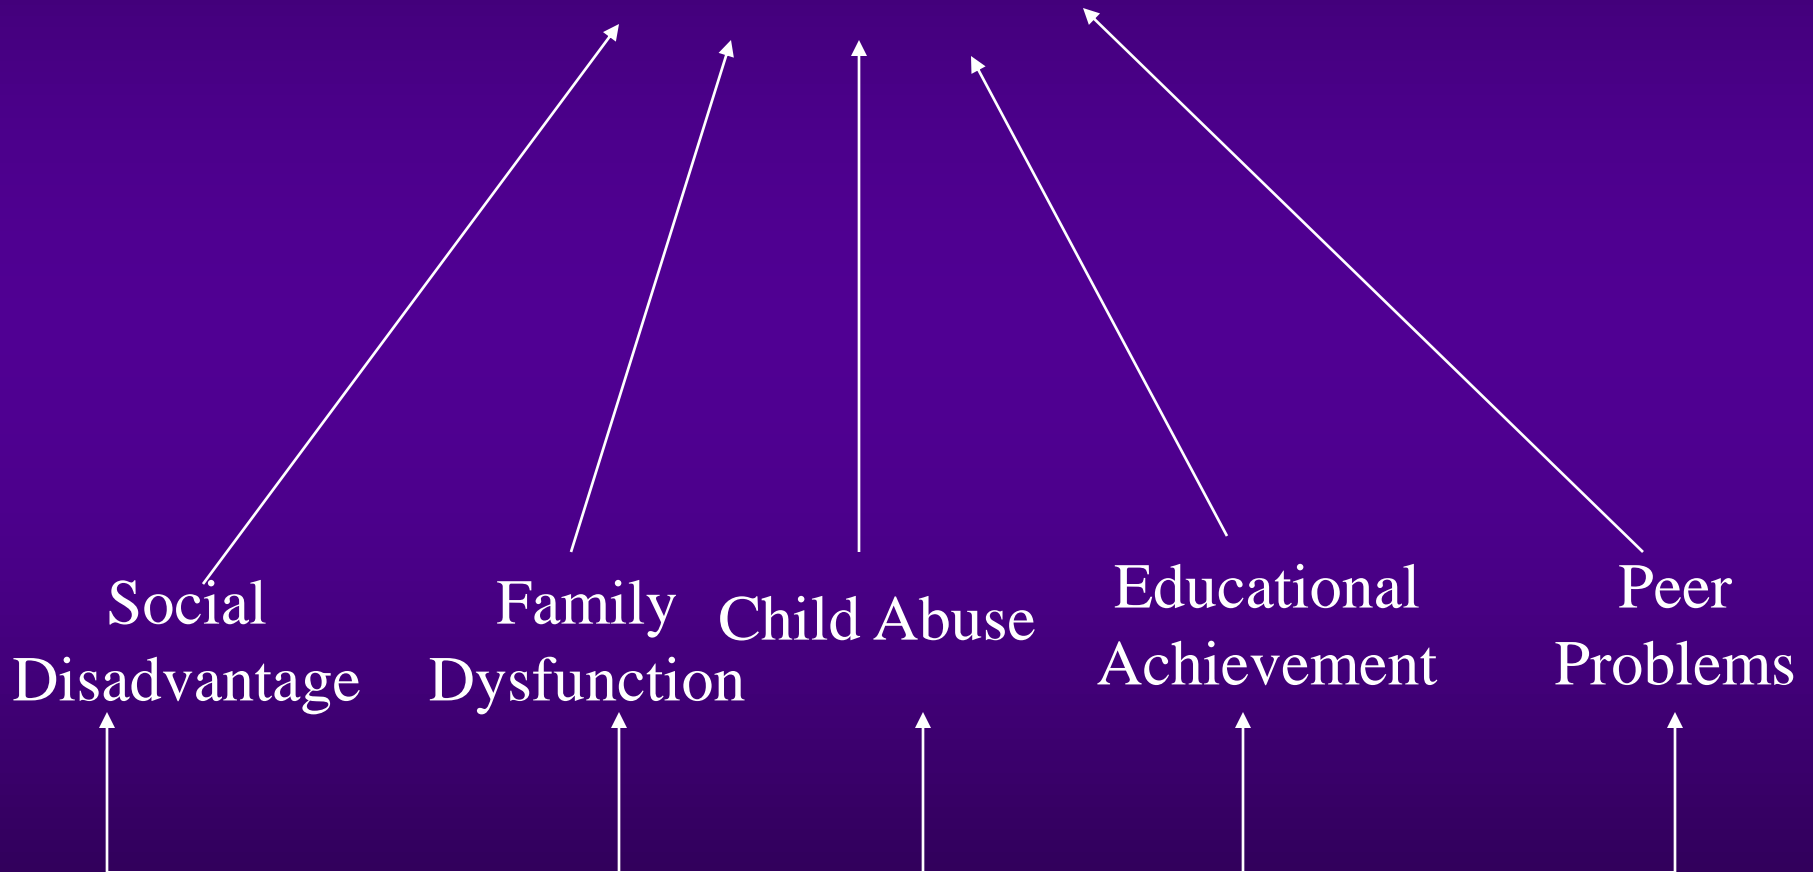 Social
Disadvantage
Family
Dysfunction
Child Abuse
Educational
Achievement
Peer
Problems